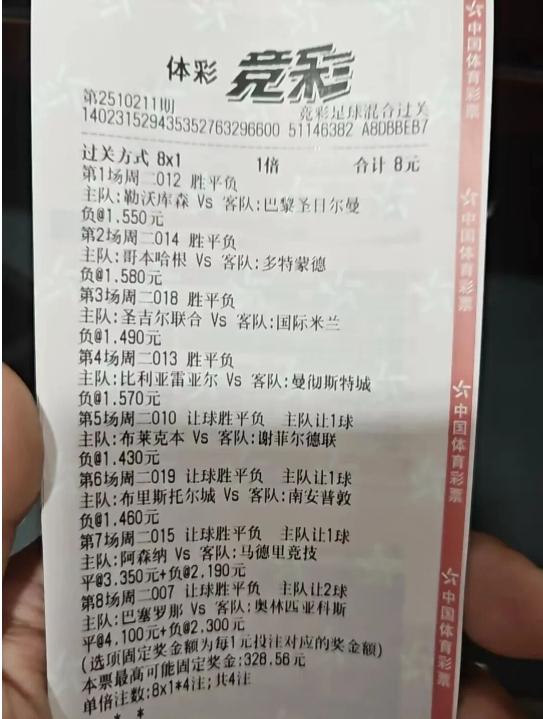 体彩 竞彩
第2510211期 竞彩足球混合过关
140231529435352763296600 51146382 A8DBBEB7
过关方式 8x1 1倍 合计 8元
第1场周二012 胜平负
主队:勒沃库森 Vs 客队:巴黎圣日尔曼
负@1.550元
第2场周二014 胜平负
主队:哥本哈根 Vs 客队:多特蒙德
负@1.580元
第3场周二018 胜平负
主队:圣吉尔联合 Vs 客队:国际米兰
负@1.490元
第4场周二013 胜平负
主队:比利亚雷亚尔 Vs 客队:曼彻斯特城
负@1.570元
第5场周二010 让球胜平负 主队让1球
主队:布莱克本 Vs 客队:谢菲尔德联
负@1.430元
第6场周二019 让球胜平负 主队让1球
主队:布里斯托尔城 Vs 客队:南安普敦
负@1.460元
第7场周二015 让球胜平负 主队让1球
主队:阿森纳 Vs 客队:马德里竞技
平@3.350元+负@2.190元
第8场周二007 让球胜平负 主队让2球
主队:巴塞罗那 Vs 客队:奥林匹亚科斯
平@4.100元+负@2.300元
(选项固定奖金额为每1元投注对应的奖金额)
本票最高可能固定奖金:328.56元
单倍注数:8x1*4注;共4注
中国体育彩票
中国体育彩票
中国体育彩票
中国体育彩票